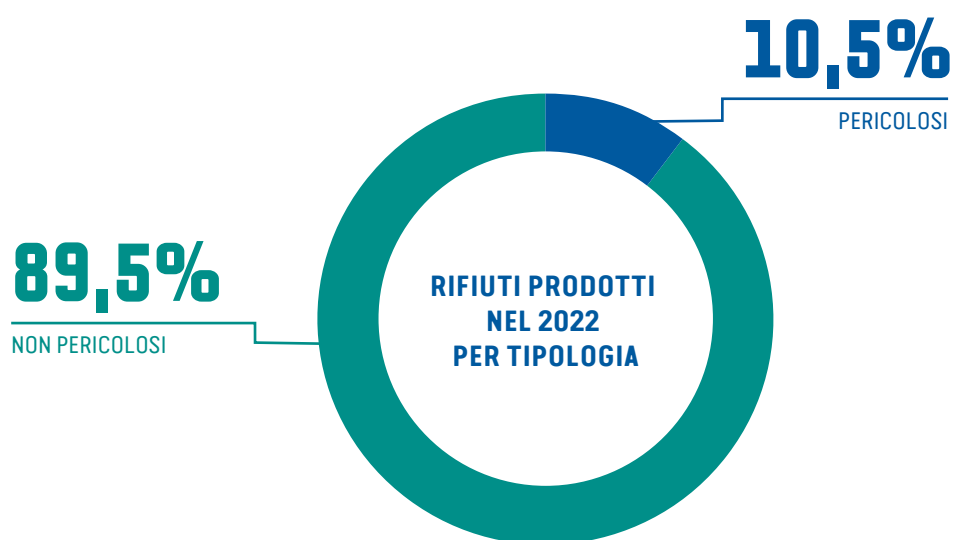 10,5%
PERICOLOSI
89,5%
NON PERICOLOSI
RIFIUTI PRODOTTI
NEL 2022
PER TIPOLOGIA